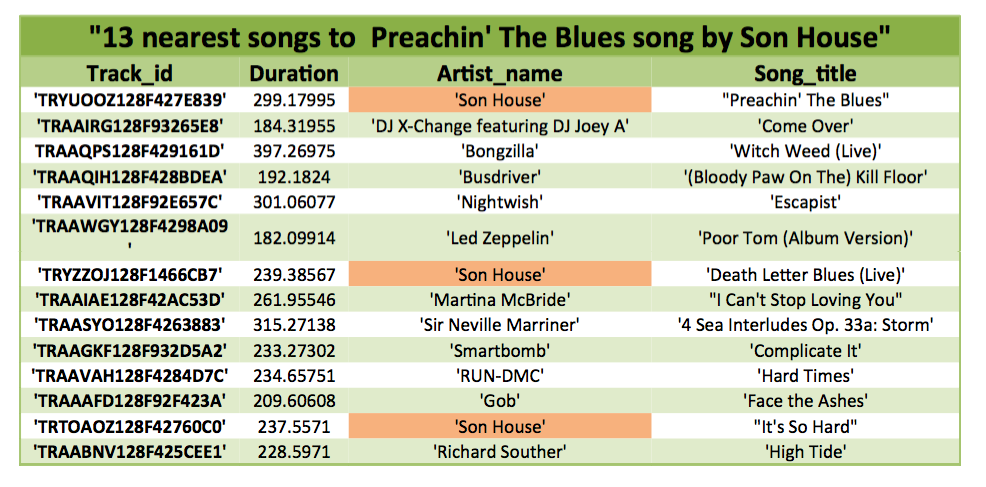 "13 nearest songs to Preachin' The Blues song by Son House"
Track_id Duration Artist_name Song_title
'TRYUOOZ128F427E839' 299.17995 'Son House' "Preachin' The Blues"
'TRAAIRG128F93265E8' 184.31955 'DJ X-Change featuring DJ Joey A' 'Come Over'
TRAAQPS128F429161D' 397.26975 'Bongzilla' 'Witch Weed (Live)'
'TRAAQIH128F428BDEA' 192.1824 'Busdriver' '(Bloody Paw On The) Kill Floor'
'TRAAVIT128F92E657C' 301.06077 'Nightwish' 'Escapist'
'TRAAWGY128F4298A09
' 182.09914 'Led Zeppelin' 'Poor Tom (Album Version)'
'TRYZZOJ128F1466CB7' 239.38567 'Son House' 'Death Letter Blues (Live)'
'TRAAIAE128F42AC53D' 261.95546 'Martina McBride' "I Can't Stop Loving You"
'TRAASYO128F4263883' 315.27138 'Sir Neville Marriner' '4 Sea Interludes Op. 33a: Storm'
'TRAAGKF128F932D5A2' 233.27302 'Smartbomb' 'Complicate It'
'TRAAVAH128F4284D7C' 234.65751 'RUN-DMC' 'Hard Times'
'TRAAAFD128F92F423A' 209.60608 'Gob' 'Face the Ashes'
'TRTOAOZ128F42760C0' 237.5571 'Son House' "It's So Hard"
'TRAABNV128F425CEE1' 228.5971 'Richard Souther' 'High Tide'